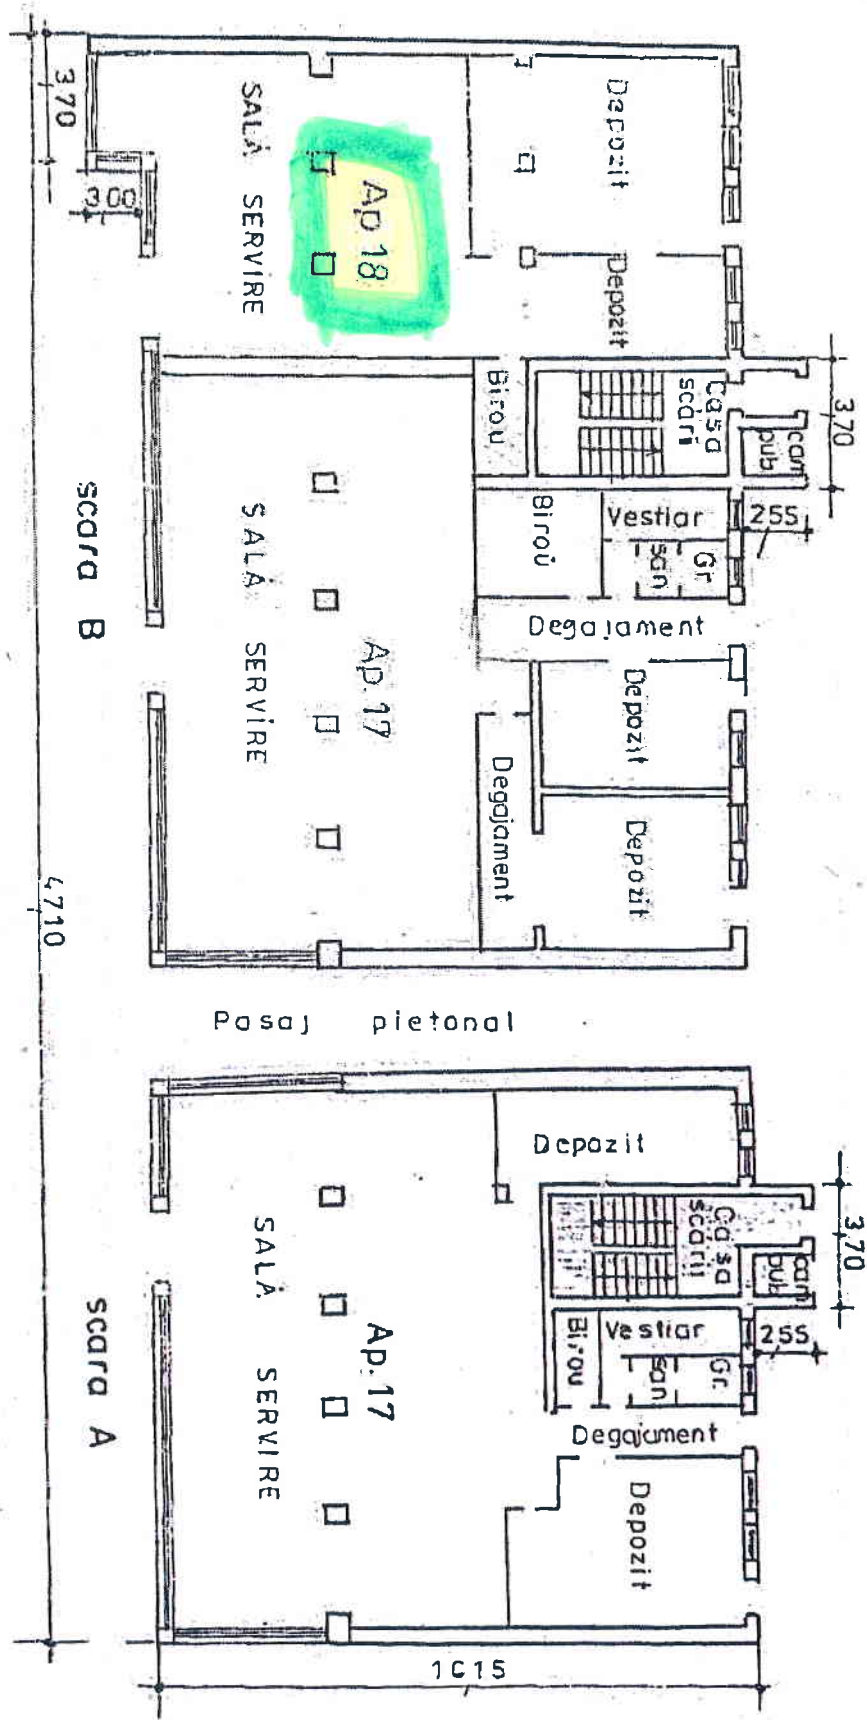 3 70
3 00
SALĂ SERVIRE
Ap 18
Depozit
Depozit
Birou
Casa
scări
cam
pub
3,70
scara B
SALĂ SERVIRE
Ap. 17
Birou
Vestiar
Gr.
san
255
Degajament
Depozit
Degajament
Depozit
4710
Pasaj pietonal
Depozit
Casa
scarii
cam
pub
3,70
scara A
SALĂ SERVIRE
Ap. 17
Birou
Vestiar
Gr.
san
255
Degajament
Depozit
1015